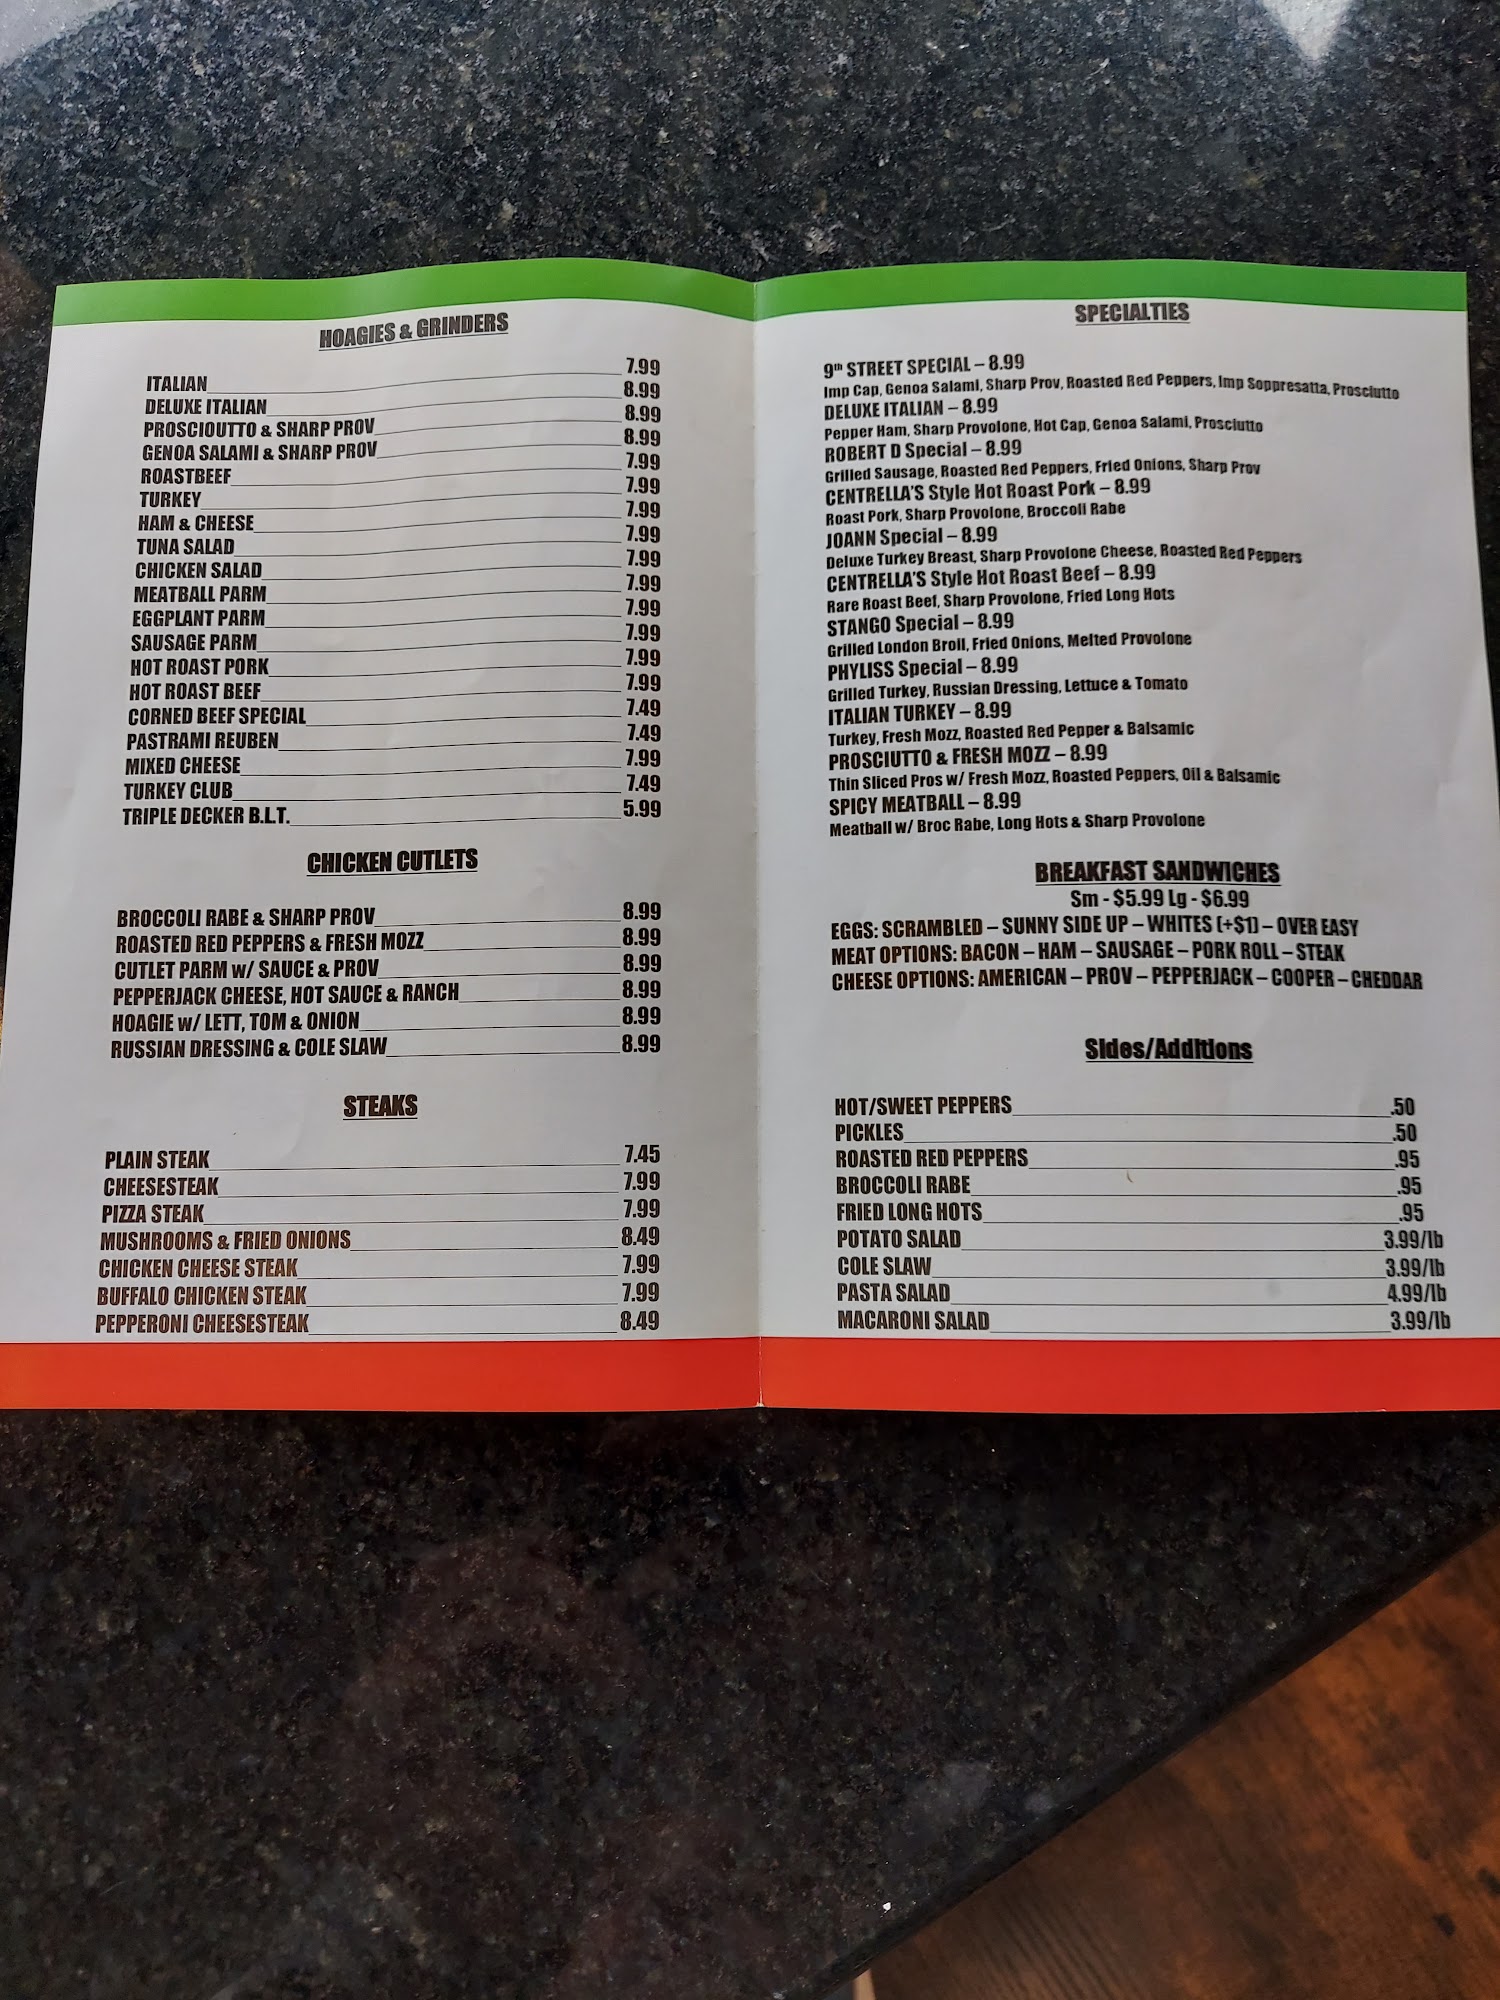 HOAGIES & GRINDERS
ITALIAN 7.99
DELUXE ITALIAN 8.99
PROSCIOUTTO & SHARP PROV 8.99
GENOA SALAMI & SHARP PROV 8.99
ROASTBEEF 7.99
TURKEY 7.99
HAM & CHEESE 7.99
TUNA SALAD 7.99
CHICKEN SALAD 7.99
MEATBALL PARM 7.99
EGGPLANT PARM 7.99
SAUSAGE PARM 7.99
HOT ROAST PORK 7.99
HOT ROAST BEEF 7.99
CORNED BEEF SPECIAL 7.49
PASTRAMI REUBEN 7.49
MIXED CHEESE 7.99
TURKEY CLUB 7.49
TRIPLE DECKER B.L.T. 5.99
CHICKEN CUTLETS
BROCCOLI RABE & SHARP PROV 8.99
ROASTED RED PEPPERS & FRESH MOZZ 8.99
CUTLET PARM w/ SAUCE & PROV 8.99
PEPPERJACK CHEESE, HOT SAUCE & RANCH 8.99
HOAGIE w/ LETT, TOM & ONION 8.99
RUSSIAN DRESSING & COLE SLAW 8.99
STEAKS
PLAIN STEAK 7.45
CHEESESTEAK 7.99
PIZZA STEAK 7.99
MUSHROOMS & FRIED ONIONS 8.49
CHICKEN CHEESE STEAK 7.99
BUFFALO CHICKEN STEAK 7.99
PEPPERONI CHEESESTEAK 8.49
SPECIALTIES
9th STREET SPECIAL – 8.99
Imp Cap, Genoa Salami, Sharp Prov, Roasted Red Peppers, Imp Soppresatta, Prosciutto
DELUXE ITALIAN – 8.99
Pepper Ham, Sharp Provolone, Hot Cap, Genoa Salami, Prosciutto
ROBERT D Special – 8.99
Grilled Sausage, Roasted Red Peppers, Fried Onions, Sharp Prov
CENTRELLA'S Style Hot Roast Pork – 8.99
Roast Pork, Sharp Provolone, Broccoli Rabe
JOANN Special – 8.99
Deluxe Turkey Breast, Sharp Provolone Cheese, Roasted Red Peppers
CENTRELLA'S Style Hot Roast Beef – 8.99
Rare Roast Beef, Sharp Provolone, Fried Long Hots
STANGO Special – 8.99
Grilled London Broil, Fried Onions, Melted Provolone
PHYLISS Special – 8.99
Grilled Turkey, Russian Dressing, Lettuce & Tomato
ITALIAN TURKEY – 8.99
Turkey, Fresh Mozz, Roasted Red Pepper & Balsamic
PROSCIUTTO & FRESH MOZZ – 8.99
Thin Sliced Pros w/ Fresh Mozz, Roasted Peppers, Oil & Balsamic
SPICY MEATBALL – 8.99
Meatball w/ Broc Rabe, Long Hots & Sharp Provolone
BREAKFAST SANDWICHES
Sm - $5.99 Lg - $6.99
EGGS: SCRAMBLED – SUNNY SIDE UP – WHITES (+$1) – OVER EASY
MEAT OPTIONS: BACON – HAM – SAUSAGE – PORK ROLL – STEAK
CHEESE OPTIONS: AMERICAN – PROV – PEPPERJACK – COOPER – CHEDDAR
Sides/Additions
HOT/SWEET PEPPERS .50
PICKLES .50
ROASTED RED PEPPERS .95
BROCCOLI RABE .95
FRIED LONG HOTS .95
POTATO SALAD 3.99/lb
COLE SLAW 3.99/lb
PASTA SALAD 4.99/lb
MACARONI SALAD 3.99/lb